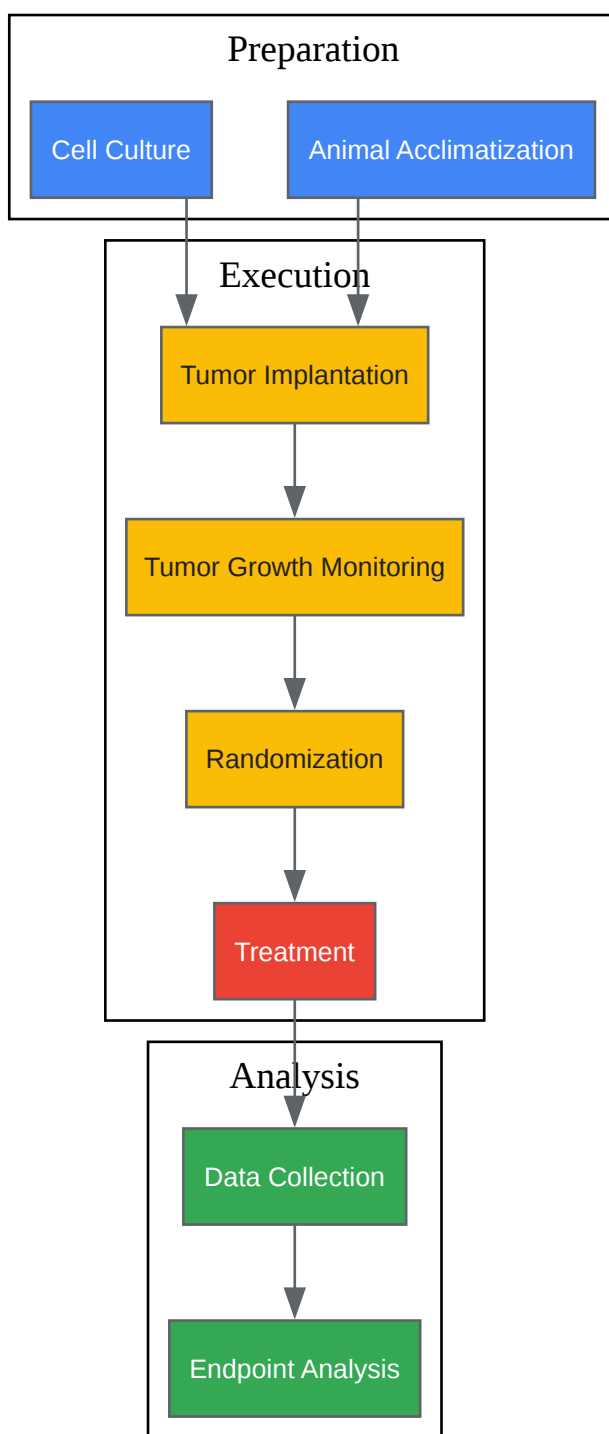 Preparation
Cell Culture
Animal Acclimatization
Execution
Tumor Implantation
Tumor Growth Monitoring
Randomization
Treatment
Analysis
Data Collection
Endpoint Analysis